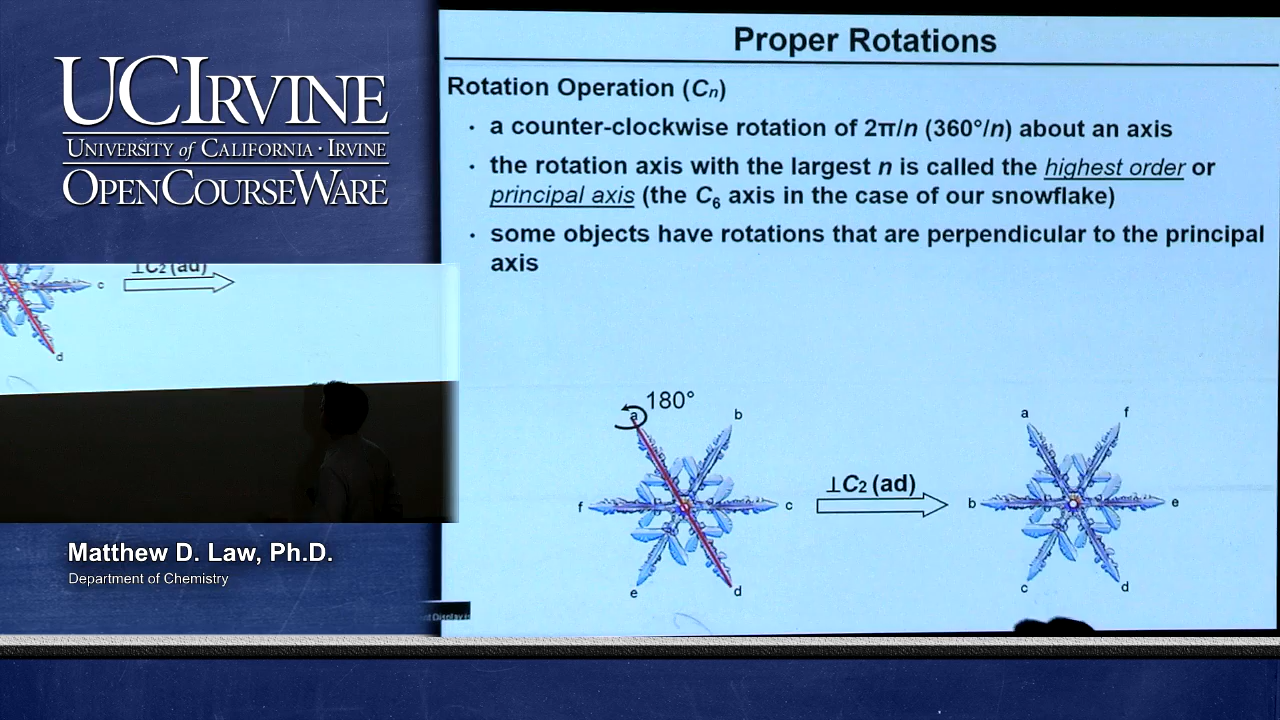 UCIRVINE
UNIVERSITY of CALIFORNIA · IRVINE
OPENCOURSEWARE
⊥C2 (ad)
c
d
Matthew D. Law, Ph.D.
Department of Chemistry
Proper Rotations
Rotation Operation (Cn)
• a counter-clockwise rotation of 2π/n (360°/n) about an axis
• the rotation axis with the largest n is called the highest order or
principal axis (the C6 axis in the case of our snowflake)
• some objects have rotations that are perpendicular to the principal
axis
180°
a
b
f
c
e
d
⊥C2 (ad)
a
f
b
e
c
d